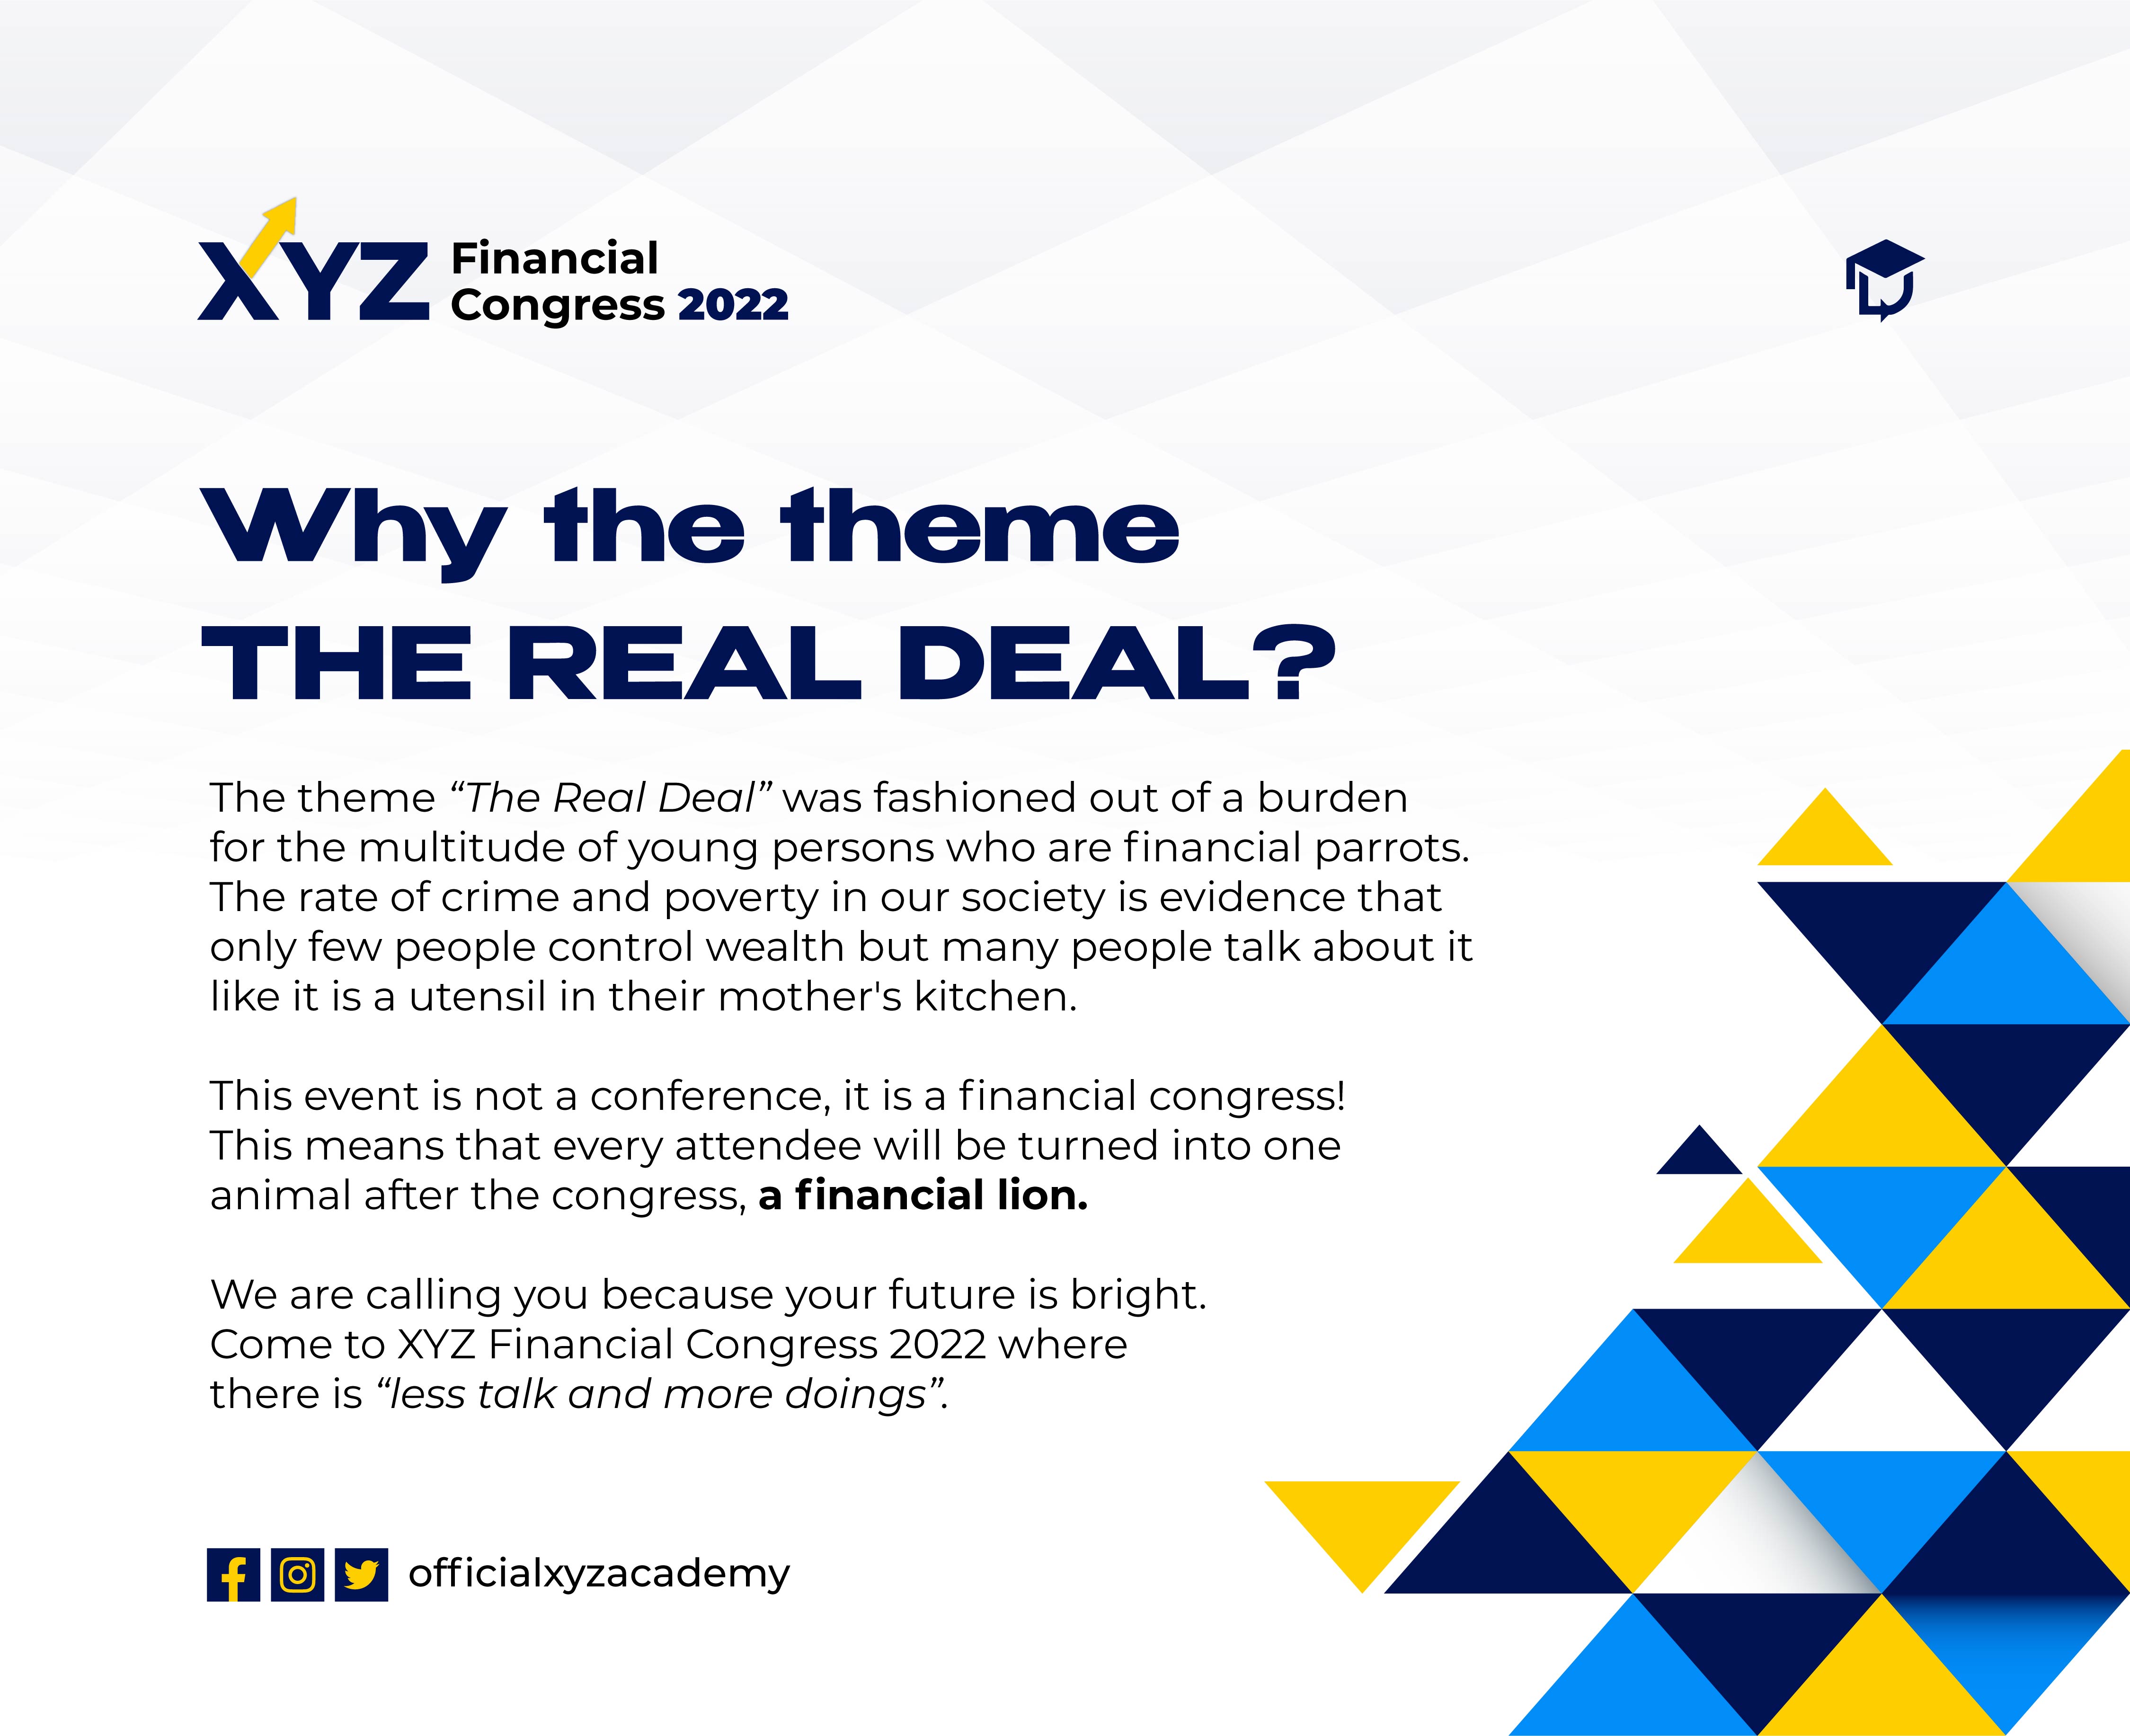 XYZ Financial
Congress 2022
Why the theme
THE REAL DEAL?
The theme “The Real Deal” was fashioned out of a burden
for the multitude of young persons who are financial parrots.
The rate of crime and poverty in our society is evidence that
only few people control wealth but many people talk about it
like it is a utensil in their mother's kitchen.
This event is not a conference, it is a financial congress!
This means that every attendee will be turned into one
animal after the congress, a financial lion.
We are calling you because your future is bright.
Come to XYZ Financial Congress 2022 where
there is “less talk and more doings”.
officialxyzacademy